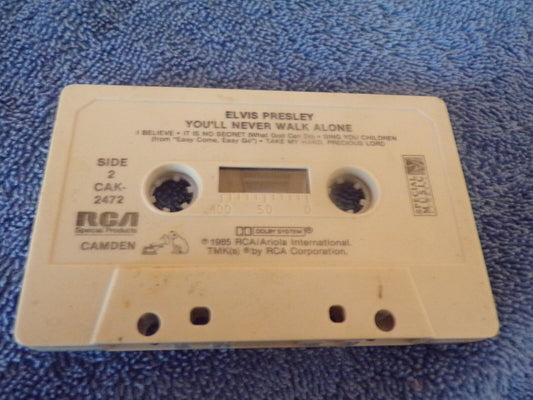 ELVIS PRESLEY
YOU'LL NEVER WALK ALONE
I BELIEVE • IT IS NO SECRET (What God Can Do) • SING YOU CHILDREN
(from "Easy Come, Easy Go") • TAKE MY HAND, PRECIOUS LORD
SIDE
2
CAK-
2472
RCA
Special Products
CAMDEN
100 50 0
SPECIAL
MUSIC
DOLBY SYSTEM ®
℗ 1985 RCA/Ariola International.
TMK(s) ® by RCA Corporation.